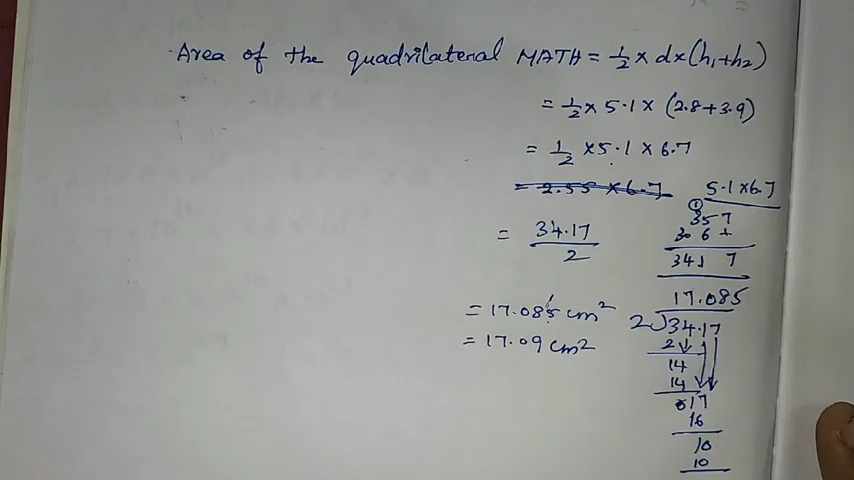 Area of the quadrilateral MATH = 1/2 × d × (h₁+h₂)
= 1/2 × 5.1 × (2.8+3.9)
= 1/2 × 5.1 × 6.7
= 2.55 × 6.7
5.1×6.7
1
357
306+
3417
= 34.17/2
= 17.085 cm²
= 17.09 cm²
17.085
2)34.17
2
14
14
017
16
10
10